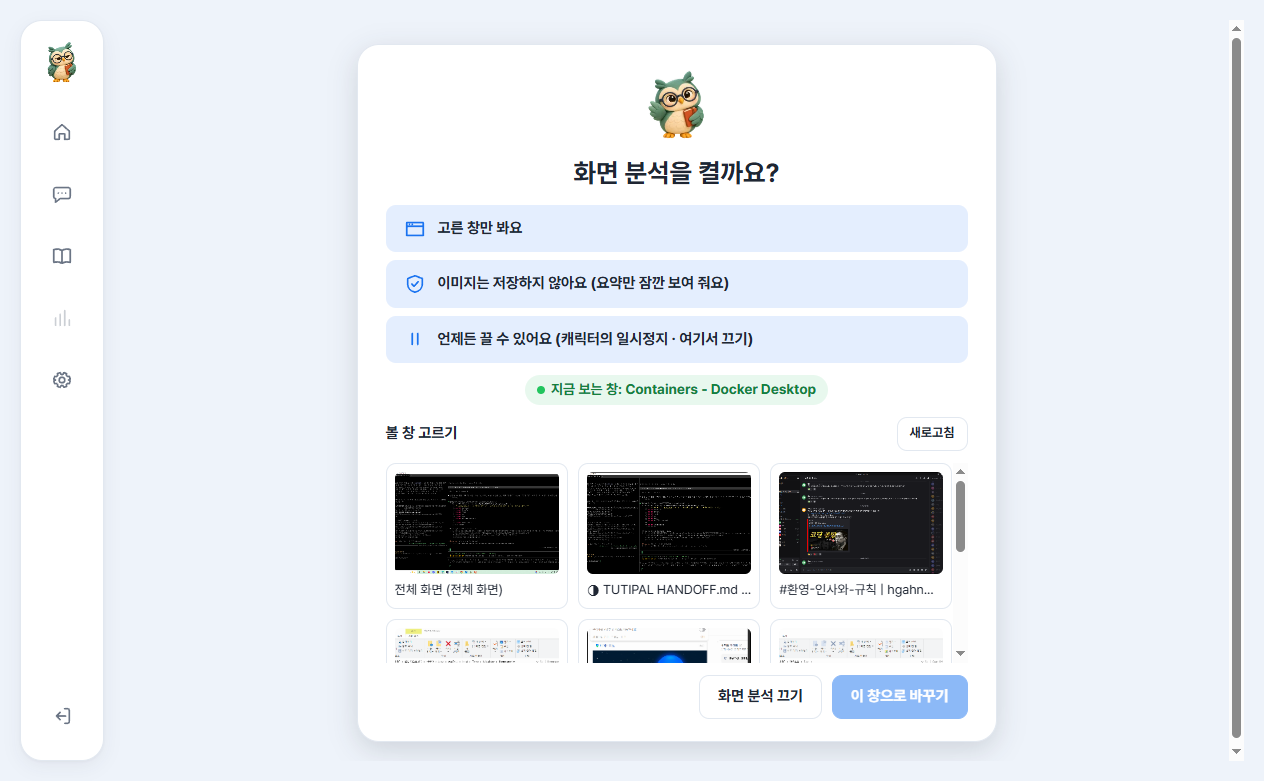 화면 분석을 켤까요?
고른 창만 봐요
이미지는 저장하지 않아요 (요약만 잠깐 보여 줘요)
언제든 끌 수 있어요 (캐릭터의 일시정지 · 여기서 끄기)
지금 보는 창: Containers - Docker Desktop
볼 창 고르기
새로고침
전체 화면 (전체 화면)
TUTIPAL HANDOFF.md ...
#환영-인사와-규칙 | hgahn...
화면 분석 끄기
이 창으로 바꾸기